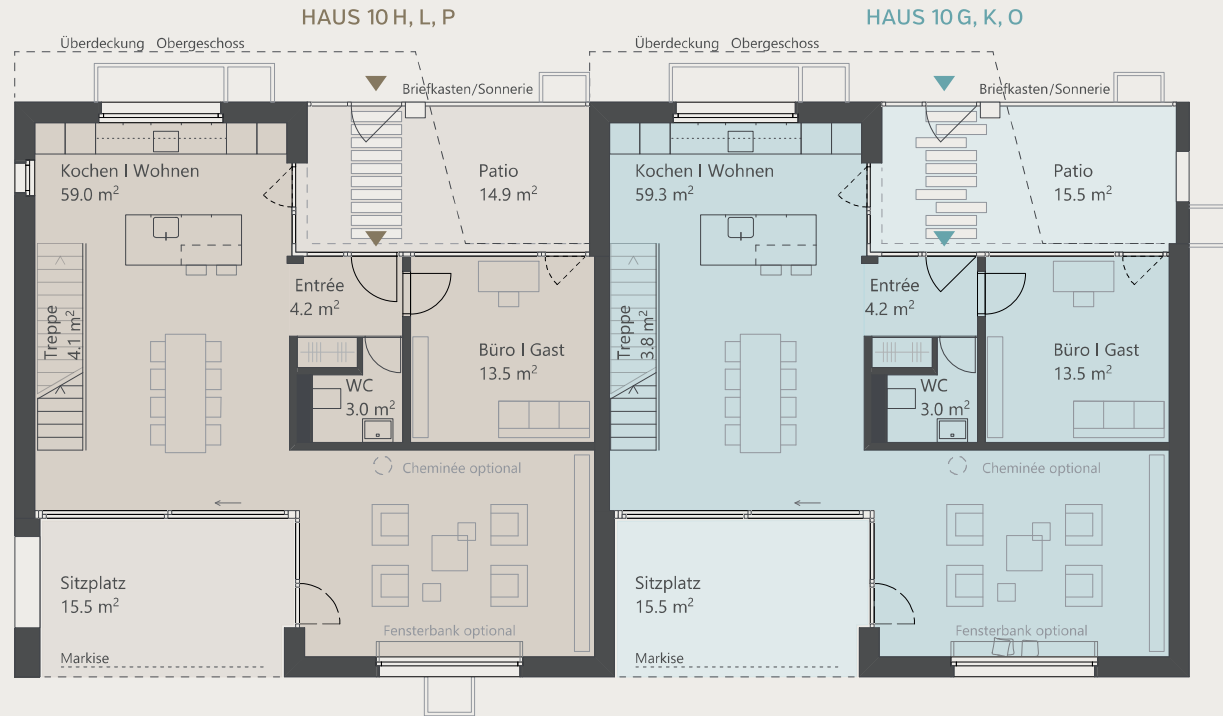 HAUS 10 H, L, P
Überdeckung Obergeschoss
Briefkasten/Sonnerie
Kochen I Wohnen
59.0 m²
Patio
14.9 m²
Entrée
4.2 m²
Treppe
4.1 m²
Büro I Gast
13.5 m²
WC
3.0 m²
Cheminée optional
Sitzplatz
15.5 m²
Fensterbank optional
Markise
HAUS 10 G, K, O
Überdeckung Obergeschoss
Briefkasten/Sonnerie
Kochen I Wohnen
59.3 m²
Patio
15.5 m²
Entrée
4.2 m²
Treppe
3.8 m²
Büro I Gast
13.5 m²
WC
3.0 m²
Cheminée optional
Sitzplatz
15.5 m²
Fensterbank optional
Markise